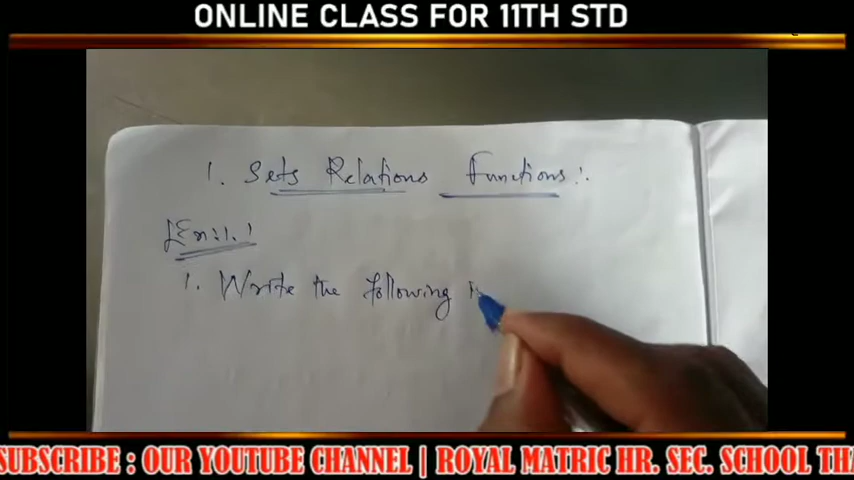 ONLINE CLASS FOR 11TH STD
1. Sets Relations Functions :.
Ex:1.1
1. Write the following
SUBSCRIBE : OUR YOUTUBE CHANNEL | ROYAL MATRIC HR. SEC. SCHOOL THA